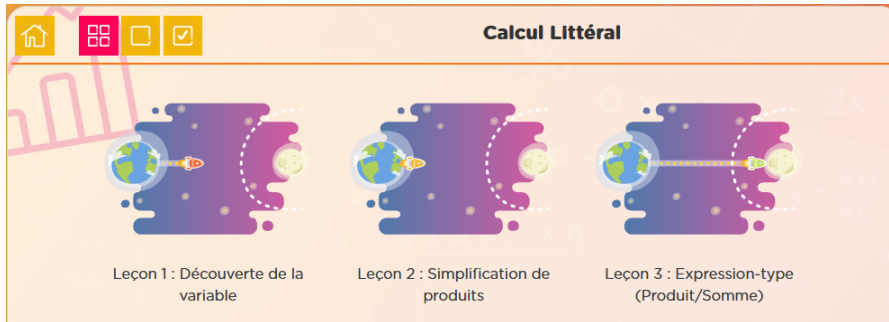 Calcul Littéral
Leçon 1 : Découverte de la
variable
Leçon 2 : Simplification de
produits
Leçon 3 : Expression-type
(Produit/Somme)